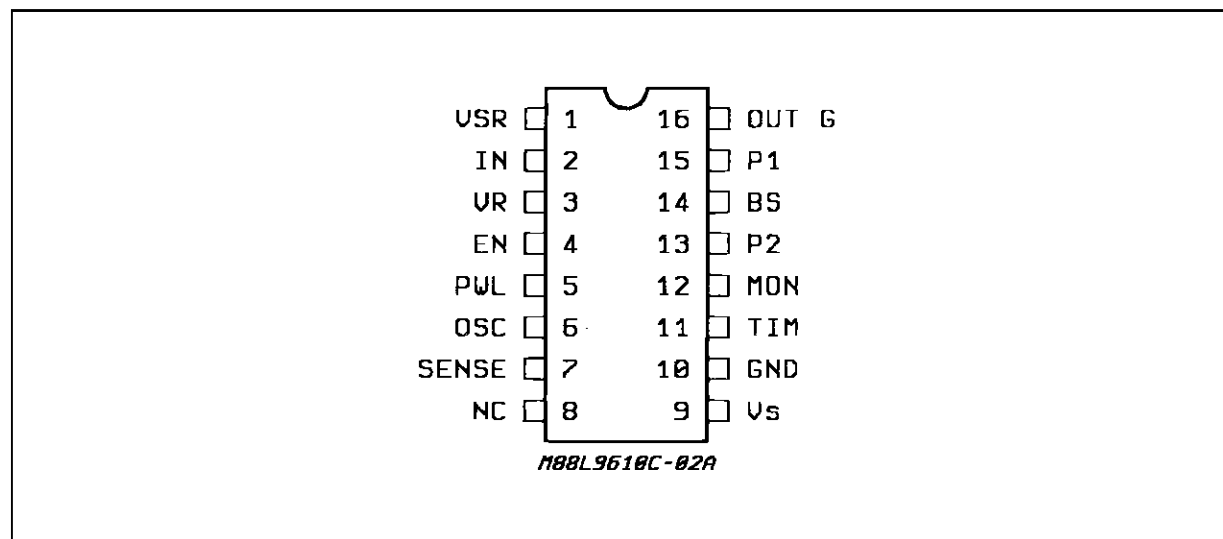 VSR 1 16 OUT G
IN 2 15 P1
VR 3 14 BS
EN 4 13 P2
PWL 5 12 MON
OSC 6 11 TIM
SENSE 7 10 GND
NC 8 9 Vs
M88L9610C-02A